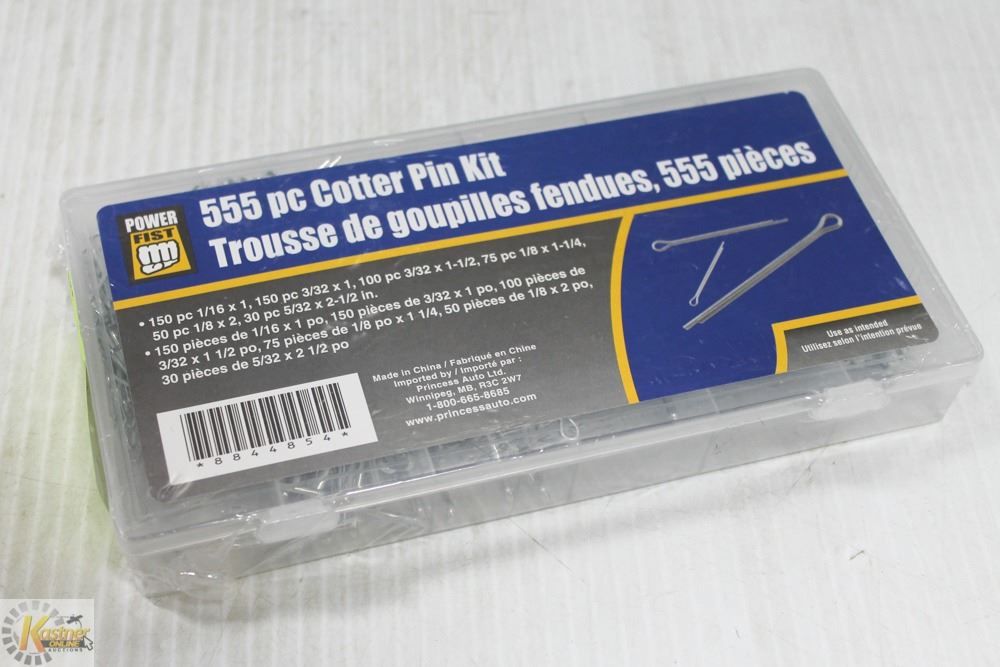 POWER
FIST
555 pc Cotter Pin Kit
Trousse de goupilles fendues, 555 pièces
• 150 pc 1/16 x 1, 150 pc 3/32 x 1, 100 pc 3/32 x 1-1/2, 75 pc 1/8 x 1-1/4,
50 pc 1/8 x 2, 30 pc 5/32 x 2-1/2 in.
• 150 pièces de 1/16 x 1 po, 150 pièces de 3/32 x 1 po, 100 pièces de
3/32 x 1 1/2 po, 75 pièces de 1/8 po x 1 1/4, 50 pièces de 1/8 x 2 po,
30 pièces de 5/32 x 2 1/2 po
Made in China / Fabriqué en Chine
Imported by / Importé par :
Princess Auto Ltd.
Winnipeg, MB, R3C 2W7
1-800-665-8685
www.princessauto.com
*8844854*
Use as intended
Utilisez selon l'intention prévue
Kastner
ONLINE
AUCTIONS